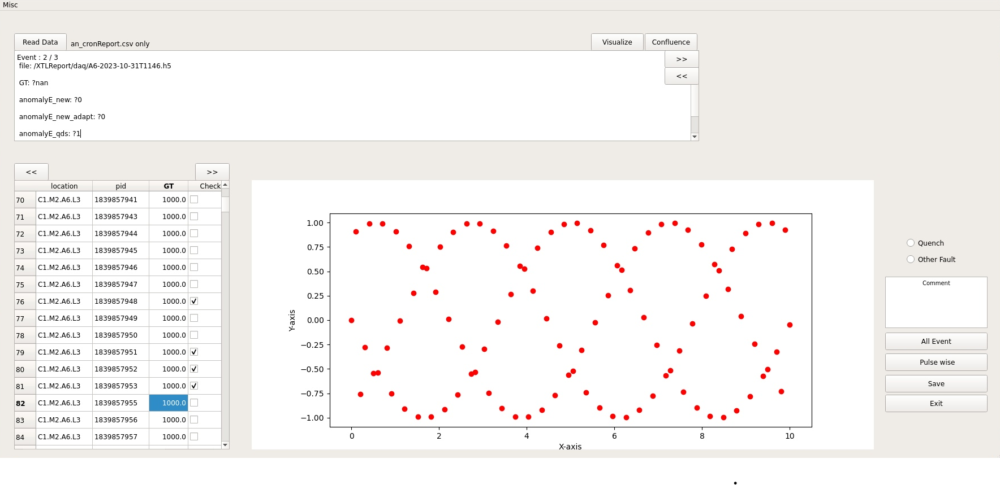 Misc
Read Data an_cronReport.csv only Visualize Confluence
Event : 2 / 3
file: /XTLReport/daq/A6-2023-10-31T1146.h5
GT: ?nan
anomalyE_new: ?0
anomalyE_new_adapt: ?0
anomalyE_qds: ?1
>>
<<
<< >>
location pid GT Check
70 C1.M2.A6.L3 1839857941 1000.0
71 C1.M2.A6.L3 1839857943 1000.0
72 C1.M2.A6.L3 1839857944 1000.0
73 C1.M2.A6.L3 1839857945 1000.0
74 C1.M2.A6.L3 1839857946 1000.0
75 C1.M2.A6.L3 1839857947 1000.0
76 C1.M2.A6.L3 1839857948 1000.0
77 C1.M2.A6.L3 1839857949 1000.0
78 C1.M2.A6.L3 1839857950 1000.0
79 C1.M2.A6.L3 1839857951 1000.0
80 C1.M2.A6.L3 1839857952 1000.0
81 C1.M2.A6.L3 1839857953 1000.0
82 C1.M2.A6.L3 1839857955 1000.0
83 C1.M2.A6.L3 1839857956 1000.0
84 C1.M2.A6.L3 1839857957 1000.0
1.00
0.75
0.50
0.25
0.00
−0.25
−0.50
−0.75
−1.00
Y-axis
0 2 4 6 8 10
X-axis
Quench
Other Fault
Comment
All Event
Pulse wise
Save
Exit